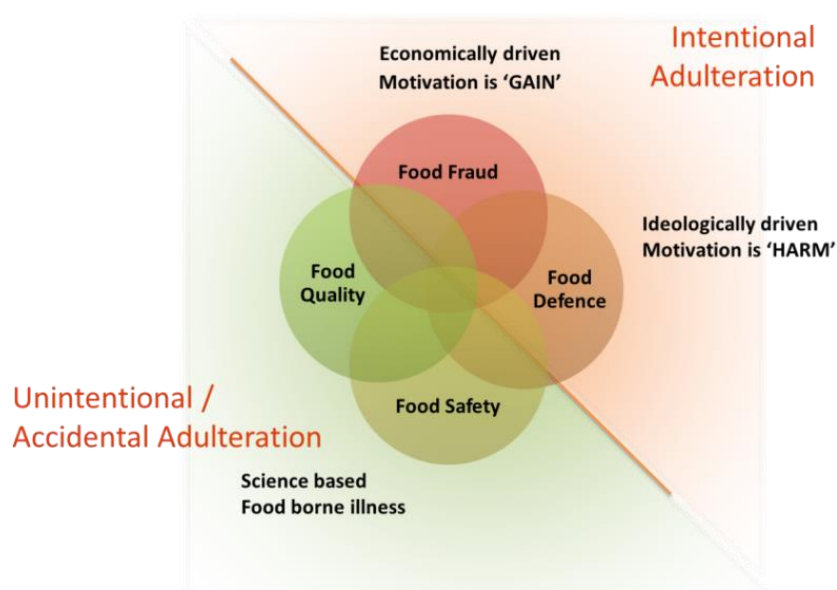 Intentional
Adulteration
Economically driven
Motivation is ‘GAIN’
Food Fraud
Ideologically driven
Motivation is ‘HARM’
Food
Quality
Food
Defence
Food Safety
Unintentional /
Accidental Adulteration
Science based
Food borne illness